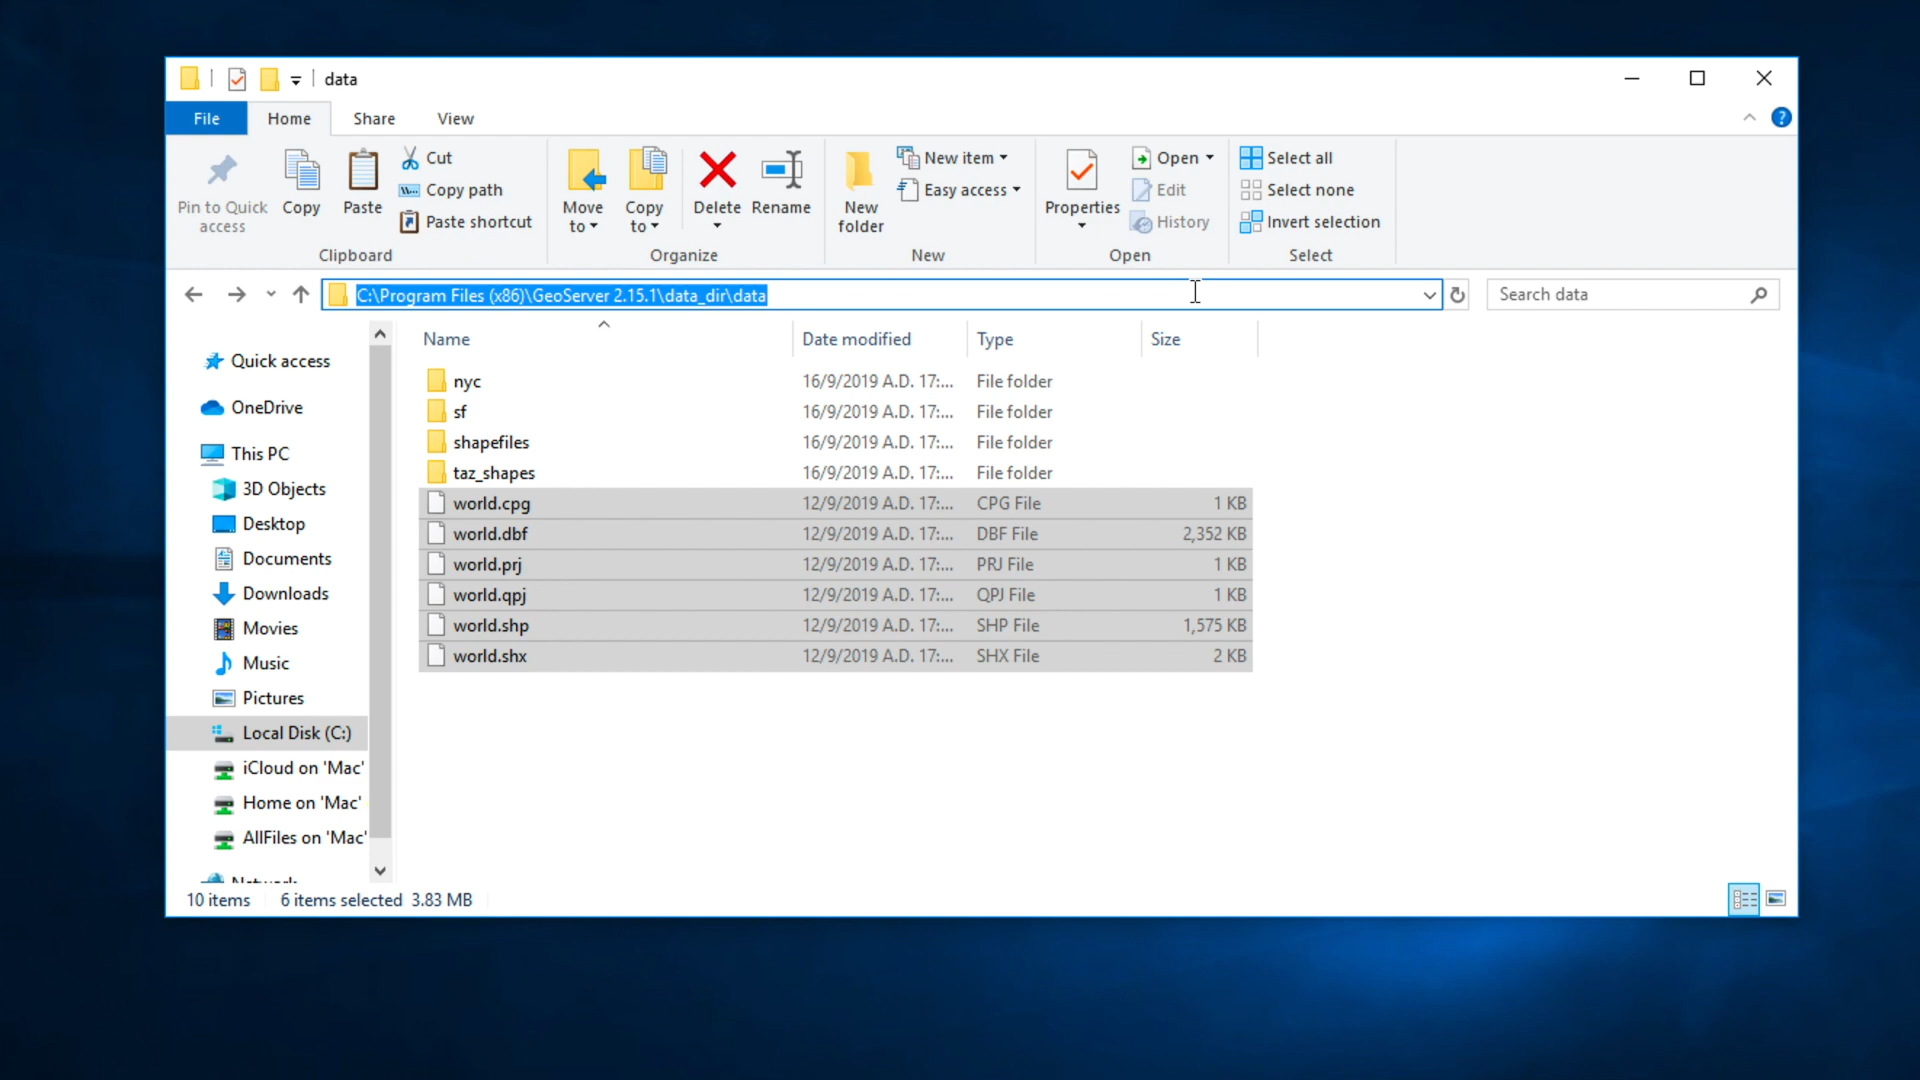 data
File
Home
Share
View
Pin to Quick
access
Copy
Paste
Cut
Copy path
Paste shortcut
Clipboard
Move
to
Copy
to
Delete
Rename
Organize
New
folder
New item
Easy access
New
Properties
Open
Edit
History
Open
Select all
Select none
Invert selection
Select
C:\Program Files (x86)\GeoServer 2.15.1\data_dir\data
Search data
Quick access
OneDrive
This PC
3D Objects
Desktop
Documents
Downloads
Movies
Music
Pictures
Local Disk (C:)
iCloud on 'Mac'
Home on 'Mac'
AllFiles on 'Mac'
Network
Name Date modified Type Size
nyc 16/9/2019 A.D. 17:... File folder
sf 16/9/2019 A.D. 17:... File folder
shapefiles 16/9/2019 A.D. 17:... File folder
taz_shapes 16/9/2019 A.D. 17:... File folder
world.cpg 12/9/2019 A.D. 17:... CPG File 1 KB
world.dbf 12/9/2019 A.D. 17:... DBF File 2,352 KB
world.prj 12/9/2019 A.D. 17:... PRJ File 1 KB
world.qpj 12/9/2019 A.D. 17:... QPJ File 1 KB
world.shp 12/9/2019 A.D. 17:... SHP File 1,575 KB
world.shx 12/9/2019 A.D. 17:... SHX File 2 KB
10 items 6 items selected 3.83 MB